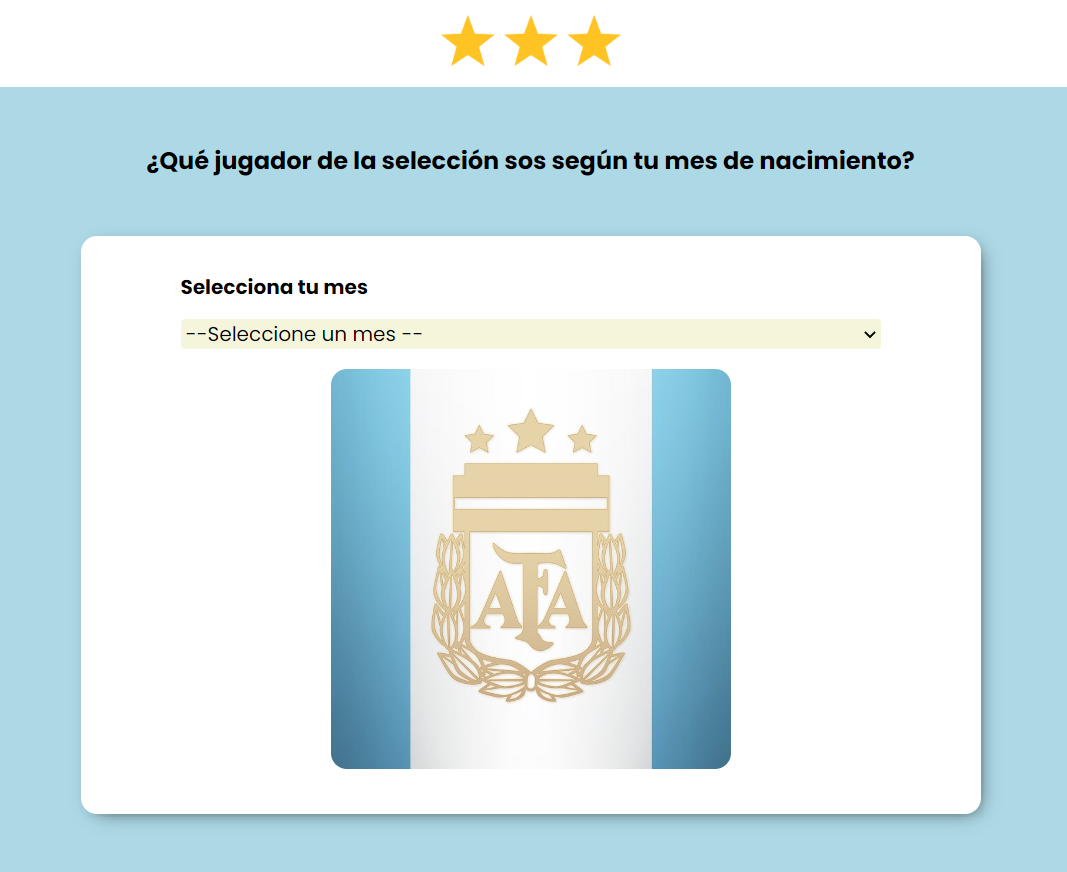 ¿Qué jugador de la selección sos según tu mes de nacimiento?
Selecciona tu mes
--Seleccione un mes --
AFA